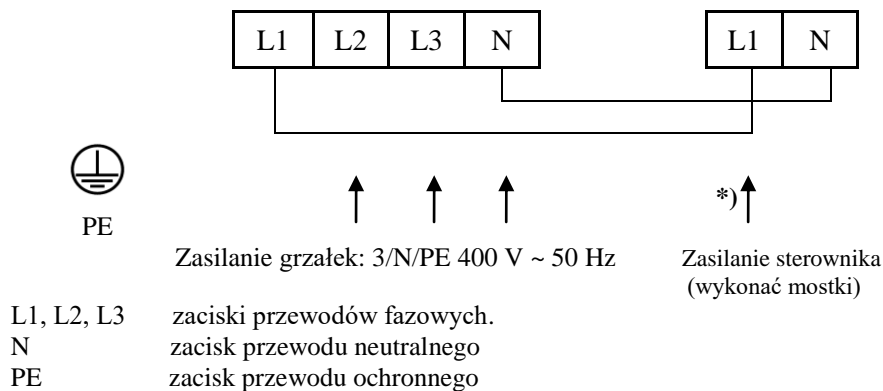 L1 L2 L3 N L1 N
*)
PE
Zasilanie grzałek: 3/N/PE 400 V ~ 50 Hz
Zasilanie sterownika
(wykonać mostki)
L1, L2, L3 zaciski przewodów fazowych.
N zacisk przewodu neutralnego
PE zacisk przewodu ochronnego